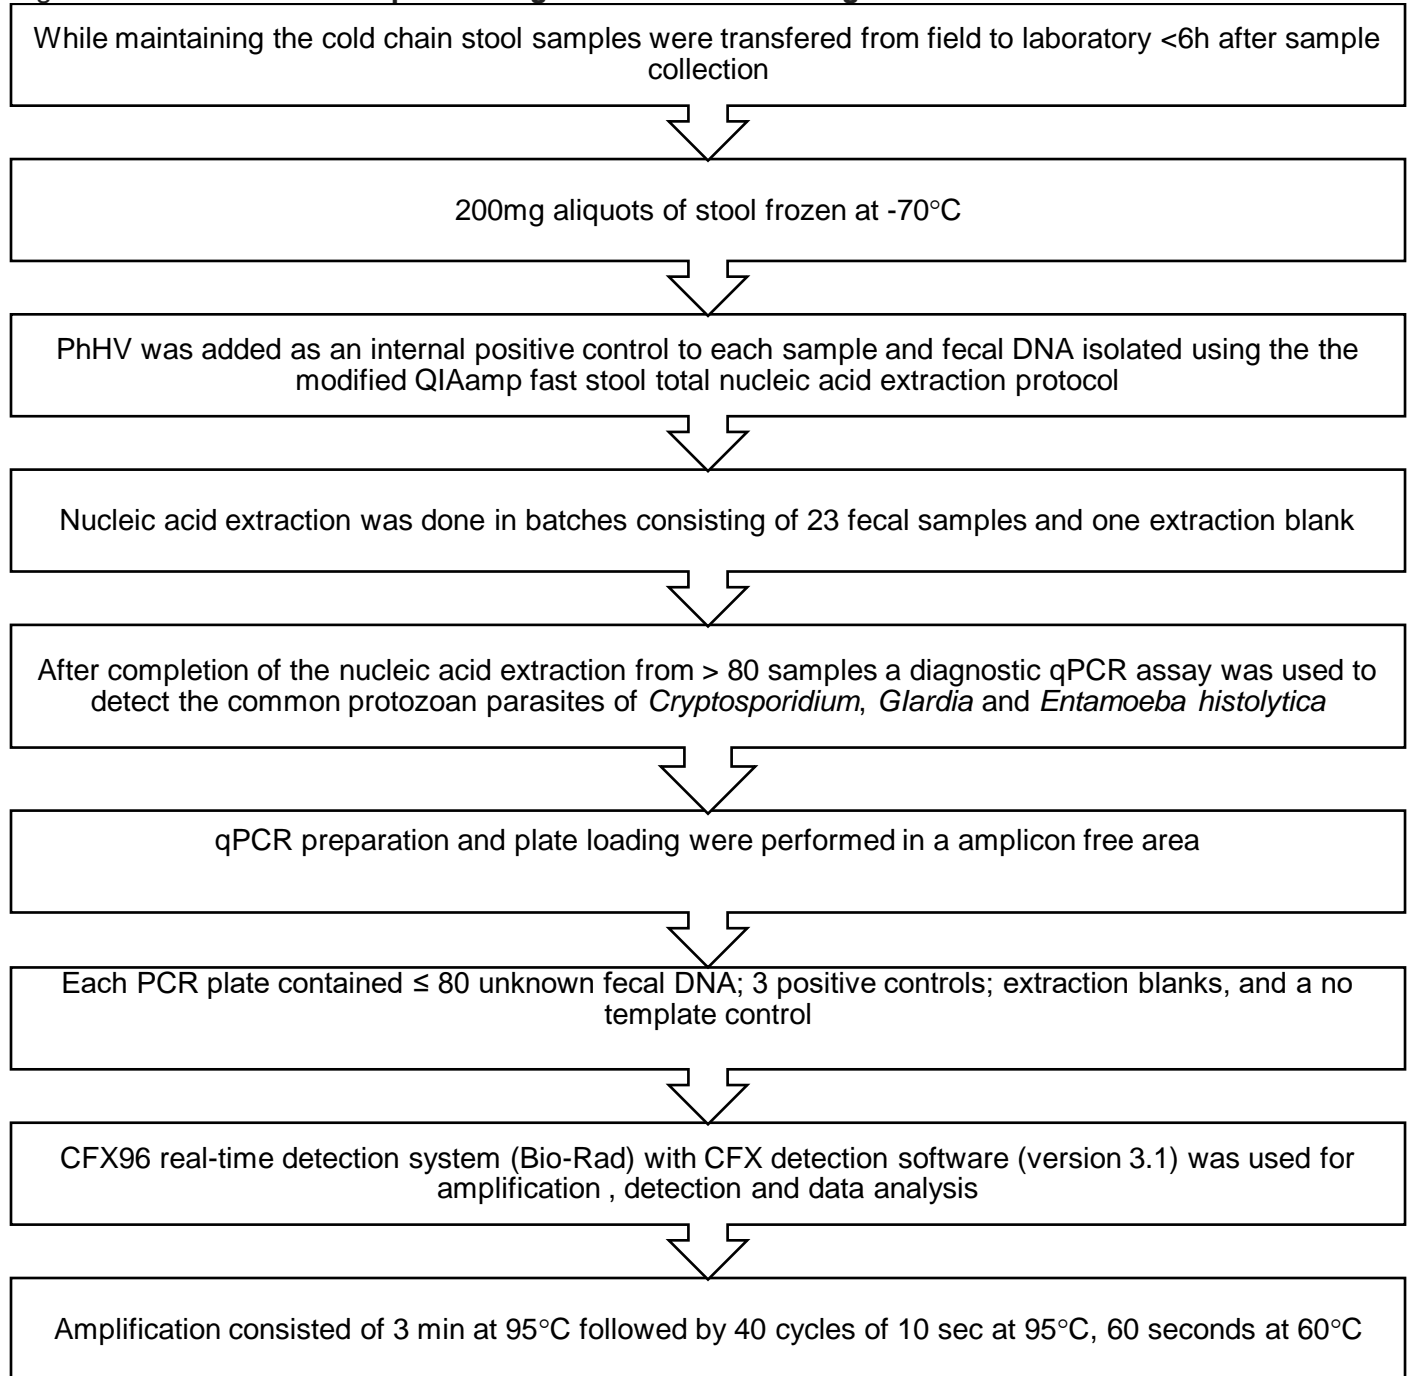 While maintaining the cold chain stool samples were transfered from field to laboratory <6h after sample
collection
200mg aliquots of stool frozen at -70°C
PhHV was added as an internal positive control to each sample and fecal DNA isolated using the the
modified QIAamp fast stool total nucleic acid extraction protocol
Nucleic acid extraction was done in batches consisting of 23 fecal samples and one extraction blank
After completion of the nucleic acid extraction from > 80 samples a diagnostic qPCR assay was used to
detect the common protozoan parasites of Cryptosporidium, Glardia and Entamoeba histolytica
qPCR preparation and plate loading were performed in a amplicon free area
Each PCR plate contained ≤ 80 unknown fecal DNA; 3 positive controls; extraction blanks, and a no
template control
CFX96 real-time detection system (Bio-Rad) with CFX detection software (version 3.1) was used for
amplification , detection and data analysis
Amplification consisted of 3 min at 95°C followed by 40 cycles of 10 sec at 95°C, 60 seconds at 60°C